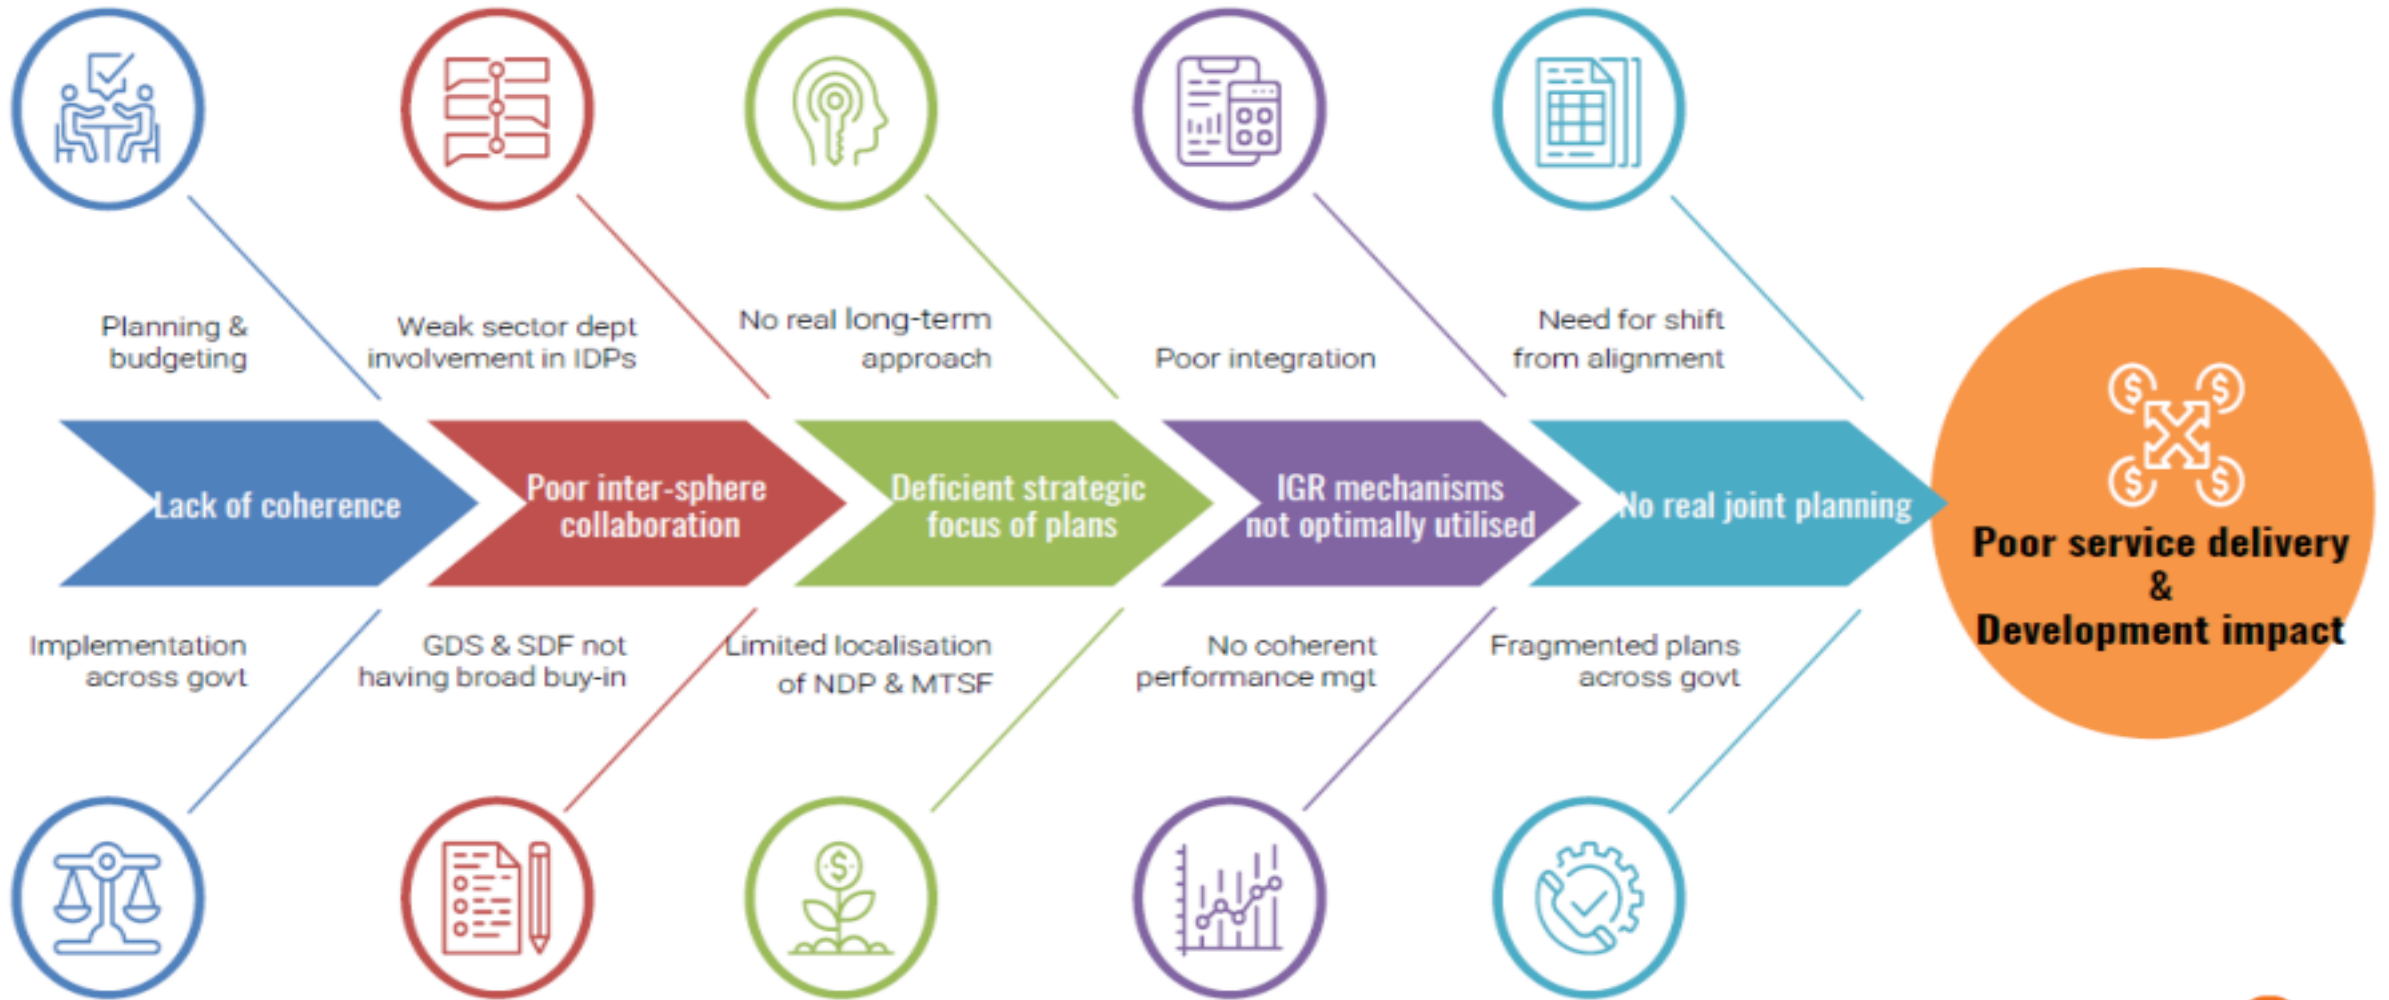 Planning &
budgeting
Weak sector dept
involvement in IDPs
No real long-term
approach
Poor integration
Need for shift
from alignment
Lack of coherence
Poor inter-sphere
collaboration
Deficient strategic
focus of plans
IGR mechanisms
not optimally utilised
No real joint planning
Poor service delivery
&
Development impact
Implementation
across govt
GDS & SDF not
having broad buy-in
Limited localisation
of NDP & MTSF
No coherent
performance mgt
Fragmented plans
across govt